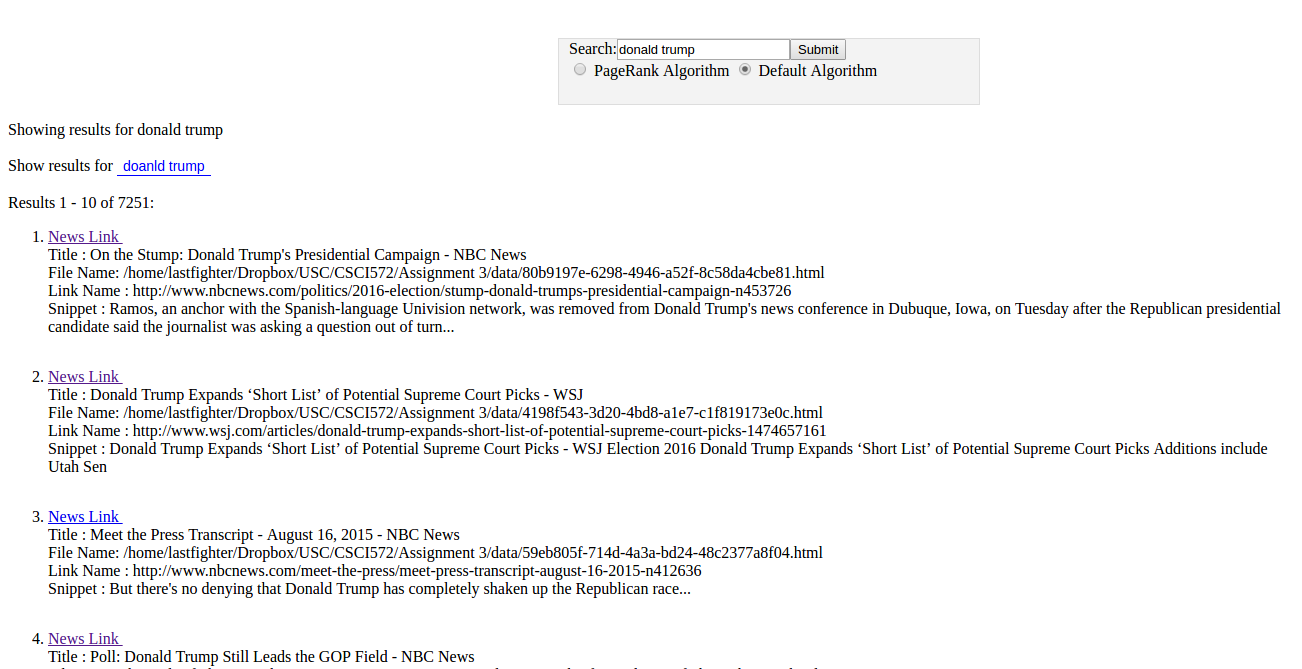 Search: donald trump Submit
PageRank Algorithm Default Algorithm
Showing results for donald trump
Show results for doanld trump
Results 1 - 10 of 7251:
1. News Link
Title : On the Stump: Donald Trump's Presidential Campaign - NBC News
File Name: /home/lastfighter/Dropbox/USC/CSCI572/Assignment 3/data/80b9197e-6298-4946-a52f-8c58da4cbe81.html
Link Name : http://www.nbcnews.com/politics/2016-election/stump-donald-trumps-presidential-campaign-n453726
Snippet : Ramos, an anchor with the Spanish-language Univision network, was removed from Donald Trump's news conference in Dubuque, Iowa, on Tuesday after the Republican presidential
candidate said the journalist was asking a question out of turn...
2. News Link
Title : Donald Trump Expands ‘Short List’ of Potential Supreme Court Picks - WSJ
File Name: /home/lastfighter/Dropbox/USC/CSCI572/Assignment 3/data/4198f543-3d20-4bd8-a1e7-c1f819173e0c.html
Link Name : http://www.wsj.com/articles/donald-trump-expands-short-list-of-potential-supreme-court-picks-1474657161
Snippet : Donald Trump Expands ‘Short List’ of Potential Supreme Court Picks - WSJ Election 2016 Donald Trump Expands ‘Short List’ of Potential Supreme Court Picks Additions include
Utah Sen
3. News Link
Title : Meet the Press Transcript - August 16, 2015 - NBC News
File Name: /home/lastfighter/Dropbox/USC/CSCI572/Assignment 3/data/59eb805f-714d-4a3a-bd24-48c2377a8f04.html
Link Name : http://www.nbcnews.com/meet-the-press/meet-press-transcript-august-16-2015-n412636
Snippet : But there's no denying that Donald Trump has completely shaken up the Republican race...
4. News Link
Title : Poll: Donald Trump Still Leads the GOP Field - NBC News